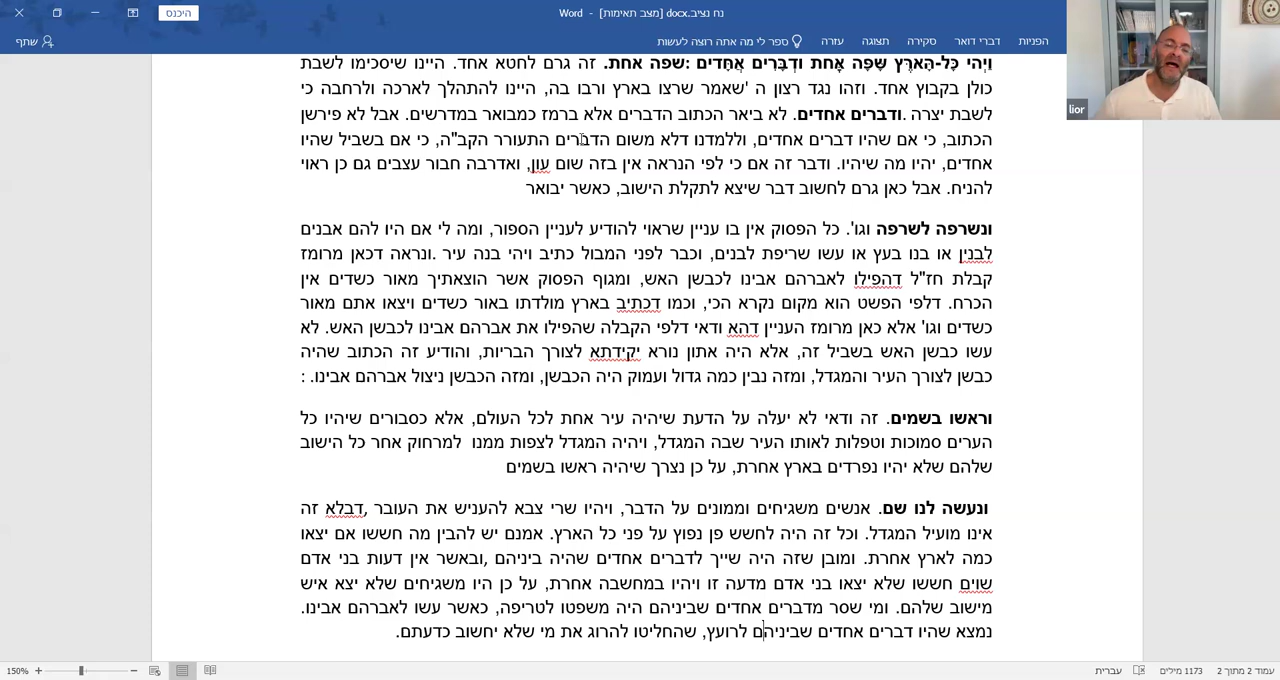 נח נציב.docx [מצב תאימות] - Word
היכנס
הפניות
דברי דואר
סקירה
תצוגה
עזרה
ספר לי מה אתה רוצה לעשות
שתף
lior
וַיְהִי כָל-הָאָרֶץ שָׂפָה אֶחָת וּדְבָרִים אֲחָדִים :שפה אחת. זה גרם לחטא אחד. היינו שיסכימו לשבת
כולן בקבוץ אחד. וזהו נגד רצון ה 'שאמר שרצו בארץ ורבו בה, היינו להתהלך לארכה ולרחבה כי
לשבת יצרה .ודברים אחדים. לא ביאר הכתוב הדברים אלא ברמז כמבואר במדרשים. אבל לא פירשן
הכתוב, כי אם שהיו דברים אחדים, וללמדנו דלא משום הדברים התעורר הקב"ה, כי אם בשביל שהיו
אחדים, יהיו מה שיהיו. ודבר זה אם כי לפי הנראה אין בזה שום עון, ואדרבה חבור עצבים גם כן ראוי
להניח. אבל כאן גרם לחשוב דבר שיצא לתקלת הישוב, כאשר יבואר
ונשרפה לשרפה וגו'. כל הפסוק אין בו עניין שראוי להודיע לעניין הספור, ומה לי אם היו להם אבנים
לבנין או בנו בעץ או עשו שריפת לבנים, וכבר לפני המבול כתיב ויהי בנה עיר .ונראה דכאן מרומז
קבלת חז"ל דהפילו לאברהם אבינו לכבשן האש, ומגוף הפסוק אשר הוצאתיך מאור כשדים אין
הכרח. דלפי הפשט הוא מקום נקרא הכי, וכמו דכתיב בארץ מולדתו באור כשדים ויצאו אתם מאור
כשדים וגו' אלא כאן מרומז העניין דהא ודאי דלפי הקבלה שהפילו את אברהם אבינו לכבשן האש. לא
עשו כבשן האש בשביל זה, אלא היה אתון נורא יקידתא לצורך הבריות, והודיע זה הכתוב שהיה
כבשן לצורך העיר והמגדל, ומזה נבין כמה גדול ועמוק היה הכבשן, ומזה הכבשן ניצול אברהם אבינו. :
וראשו בשמים. זה ודאי לא יעלה על הדעת שיהיה עיר אחת לכל העולם, אלא כסבורים שיהיו כל
הערים סמוכות וטפלות לאותו העיר שבה המגדל, ויהיה המגדל לצפות ממנו למרחוק אחר כל הישוב
שלהם שלא יהיו נפרדים בארץ אחרת, על כן נצרך שיהיה ראשו בשמים
ונעשה לנו שם. אנשים משגיחים וממונים על הדבר, ויהיו שרי צבא להעניש את העובר ,דבלא זה
אינו מועיל המגדל. וכל זה היה לחשש פן נפוץ על פני כל הארץ. אמנם יש להבין מה חששו אם יצאו
כמה לארץ אחרת. ומובן שזה היה שייך לדברים אחדים שהיה ביניהם ,ובאשר אין דעות בני אדם
שוים חששו שלא יצאו בני אדם מדעה זו ויהיו במחשבה אחרת, על כן היו משגיחים שלא יצא איש
מישוב שלהם. ומי שסר מדברים אחדים שביניהם היה משפטו לטריפה, כאשר עשו לאברהם אבינו.
נמצא שהיו דברים אחדים שביניהם לרועץ, שהחליטו להרוג את מי שלא יחשוב כדעתם.
עמוד 2 מתוך 2
1173 מילים
עברית
150%